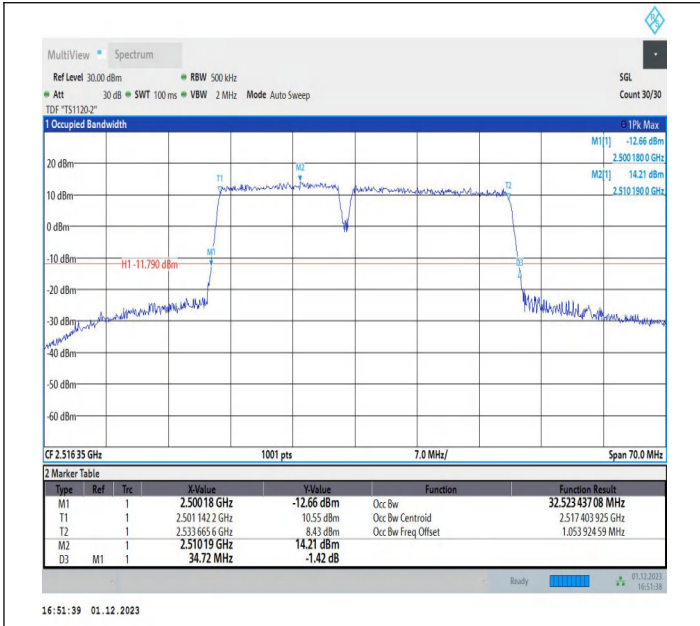 R S
MultiView Spectrum
Ref Level 30.00 dBm RBW 500 kHz SGL
Att 30 dB SWT 100 ms VBW 2 MHz Mode Auto Sweep Count 30/30
TDF "TS1120-2"
1 Occupied Bandwidth 1Pk Max
M1[1] -12.66 dBm
2.500 180 0 GHz
M2[1] 14.21 dBm
2.510 190 0 GHz
20 dBm
M2
T1
T2
10 dBm
0 dBm
M1
-10 dBm
H1 -11.790 dBm
D3
-20 dBm
-30 dBm
-40 dBm
-50 dBm
-60 dBm
CF 2.516 35 GHz 1001 pts 7.0 MHz/ Span 70.0 MHz
2 Marker Table
Type Ref Trc X-Value Y-Value Function Function Result
M1 1 2.50018 GHz -12.66 dBm Occ Bw 32.523 437 08 MHz
T1 1 2.501 142 2 GHz 10.55 dBm Occ Bw Centroid 2.517 403 925 GHz
T2 1 2.533 665 6 GHz 8.43 dBm Occ Bw Freq Offset 1.053 924 59 MHz
M2 1 2.51019 GHz 14.21 dBm
D3 M1 1 34.72 MHz -1.42 dB
Ready 01.12.2023
16:51:38
16:51:39 01.12.2023